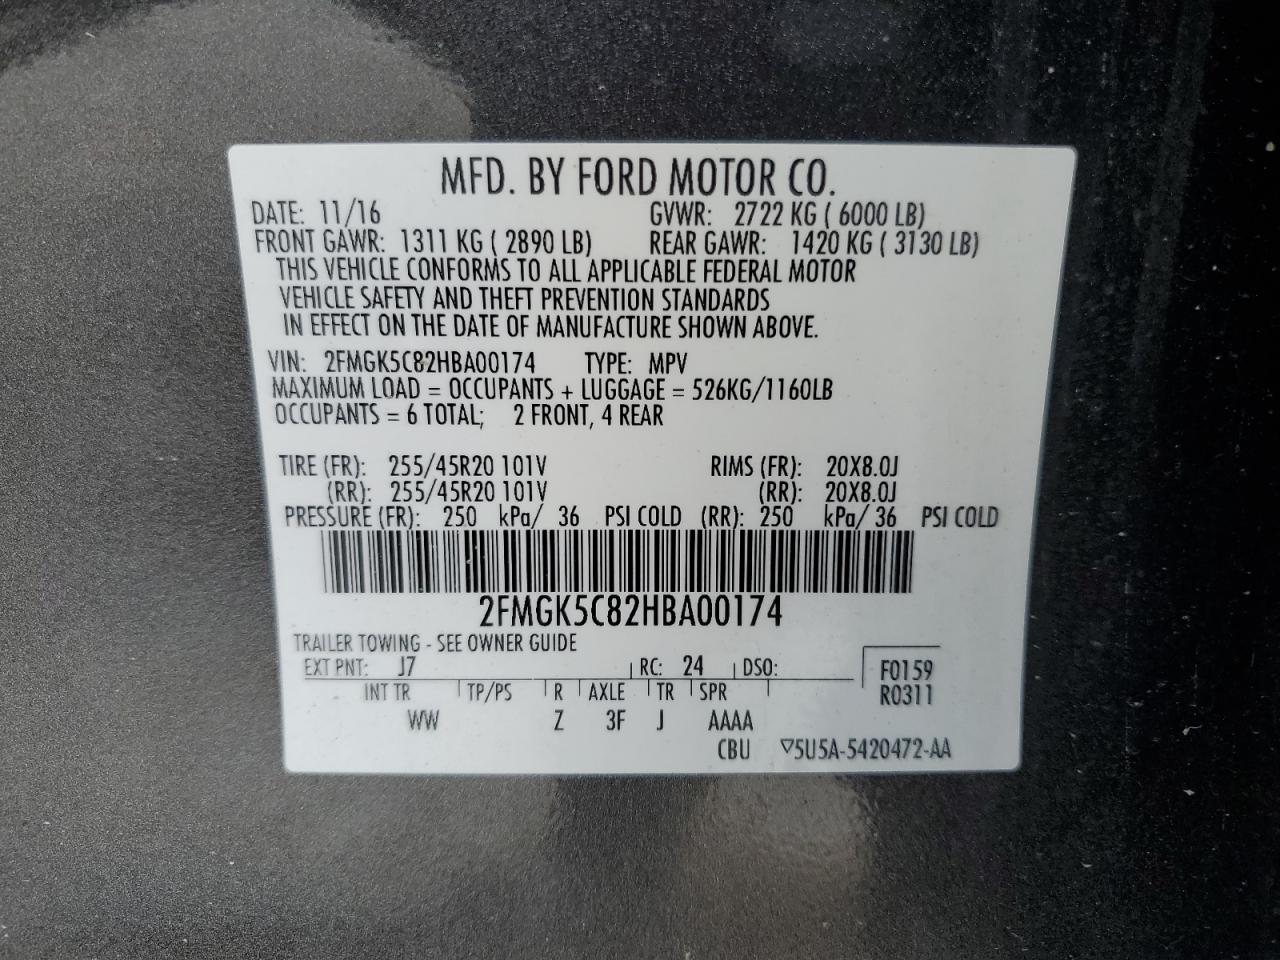 MFD. BY FORD MOTOR CO.
DATE: 11/16 GVWR: 2722 KG ( 6000 LB)
FRONT GAWR: 1311 KG ( 2890 LB) REAR GAWR: 1420 KG ( 3130 LB)
THIS VEHICLE CONFORMS TO ALL APPLICABLE FEDERAL MOTOR
VEHICLE SAFETY AND THEFT PREVENTION STANDARDS
IN EFFECT ON THE DATE OF MANUFACTURE SHOWN ABOVE.
VIN: 2FMGK5C82HBA00174 TYPE: MPV
MAXIMUM LOAD = OCCUPANTS + LUGGAGE = 526KG/1160LB
OCCUPANTS = 6 TOTAL; 2 FRONT, 4 REAR
TIRE (FR): 255/45R20 101V RIMS (FR): 20X8.0J
(RR): 255/45R20 101V (RR): 20X8.0J
PRESSURE (FR): 250 kPa/ 36 PSI COLD (RR): 250 kPa/ 36 PSI COLD
2FMGK5C82HBA00174
TRAILER TOWING - SEE OWNER GUIDE
EXT PNT: J7 RC: 24 DSO: F0159
INT TR TP/PS R AXLE TR SPR R0311
WW Z 3F J AAAA
CBU ▽5U5A-5420472-AA